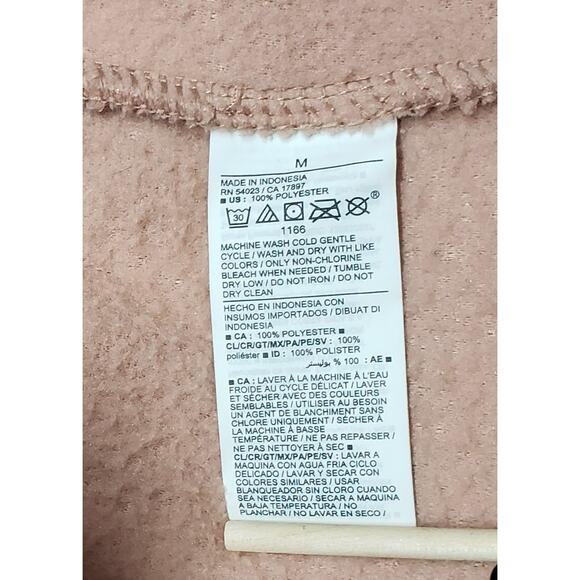 M
MADE IN INDONESIA
RN 54023 / CA 17897
■ US : 100% POLYESTER
30
®
1166
MACHINE WASH COLD GENTLE
CYCLE / WASH AND DRY WITH LIKE
COLORS / ONLY NON-CHLORINE
BLEACH WHEN NEEDED / TUMBLE
DRY LOW / DO NOT IRON / DO NOT
DRY CLEAN
HECHO EN INDONESIA CON
INSUMOS IMPORTADOS / DIBUAT DI
INDONESIA
■ CA : 100% POLYESTER ■
CL/CR/GT/MX/PA/PE/SV : 100%
poliéster ■ ID : 100% POLISTER
■ AE : 100 % بوليستر
■ CA : LAVER À LA MACHINE À L'EAU
FROIDE AU CYCLE DÉLICAT / LAVER
ET SÉCHER AVEC DES COULEURS
SEMBLABLES / UTILISER AU BESOIN
UN AGENT DE BLANCHIMENT SANS
CHLORE UNIQUEMENT / SÉCHER À
LA MACHINE À BASSE
TEMPÉRATURE / NE PAS REPASSER /
NE PAS NETTOYER À SEC ■
CL/CR/GT/MX/PA/PE/SV : LAVAR A
MAQUINA CON AGUA FRIA CICLO
DELICADO / LAVAR Y SECAR CON
COLORES SIMILARES / USAR
BLANQUEADOR SIN CLORO CUANDO
SEA NECESARIO / SECAR A MAQUINA
A BAJA TEMPERATURA / NO
PLANCHAR / NO LAVAR EN SECO /